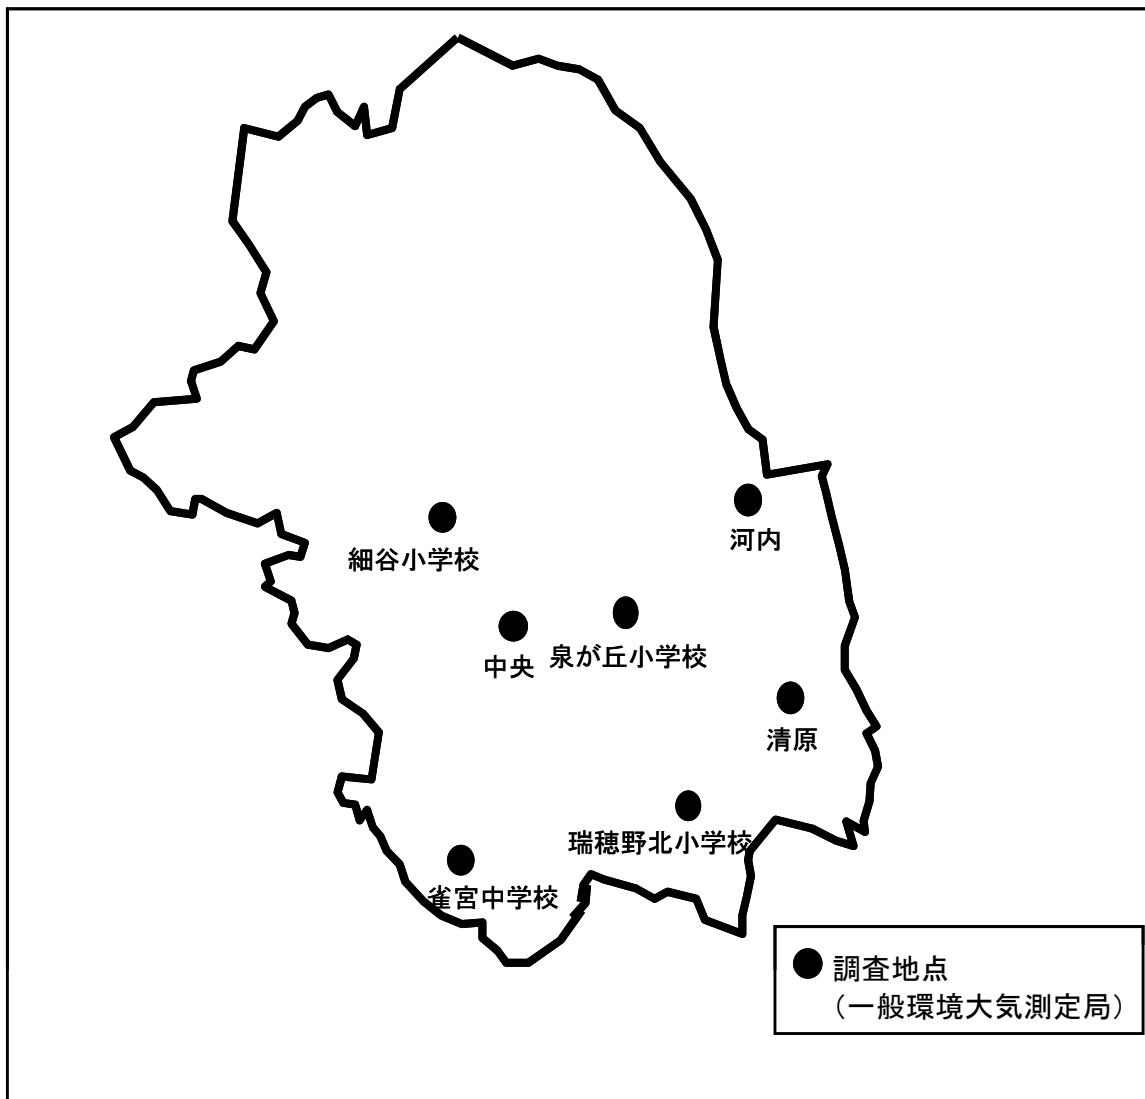 河内
細谷小学校
泉が丘小学校
中央
清原
瑞穂野北小学校
雀宮中学校
調査地点
（一般環境大気測定局）